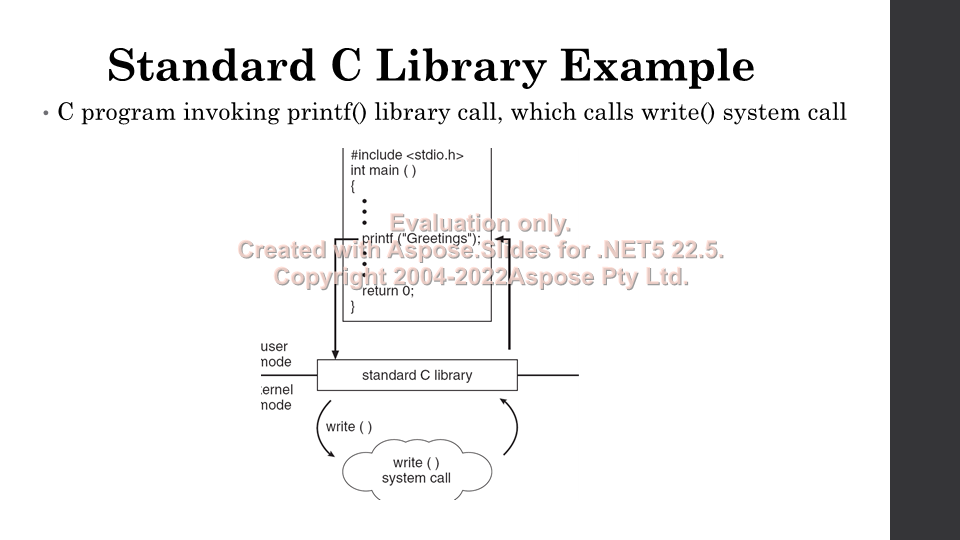 Standard C Library Example
• C program invoking printf() library call, which calls write() system call
#include <stdio.h>
int main ( )
{
Evaluation only.
printf ("Greetings");
Created with Aspose.Slides for .NET5 22.5.
Copyright 2004-2022Aspose Pty Ltd.
return 0;
}
user
mode
standard C library
ernel
mode
write ( )
write ( )
system call